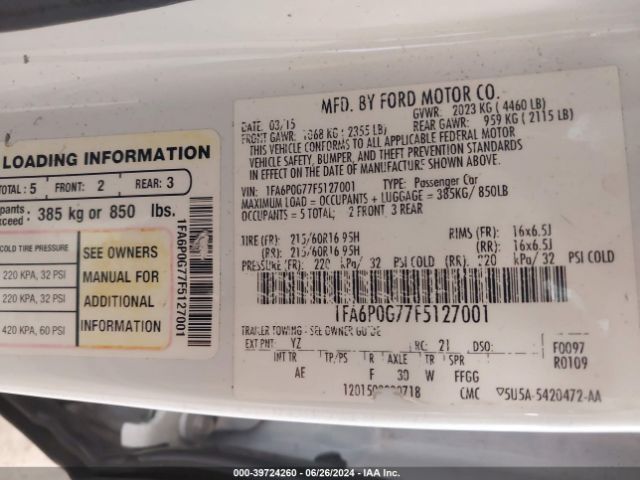 LOADING INFORMATION
TOTAL : 5 FRONT: 2 REAR: 3
385 kg or 850 lbs.
COLD TIRE PRESSURE
220 KPA, 32 PSI
220 KPA, 32 PSI
420 KPA, 60 PSI
SEE OWNERS
MANUAL FOR
ADDITIONAL
INFORMATION
1FA6P0G77F5127001
MFD. BY FORD MOTOR CO.
DATE: 03/15 GVWR: 2023 KG ( 4460 LB)
FRONT GAWR: 1068 KG ( 2355 LB) REAR GAWR: 959 KG ( 2115 LB)
THIS VEHICLE CONFORMS TO ALL APPLICABLE FEDERAL MOTOR
VEHICLE SAFETY, BUMPER, AND THEFT PREVENTION STANDARDS
IN EFFECT ON THE DATE OF MANUFACTURE SHOWN ABOVE.
VIN: 1FA6P0G77F5127001 TYPE: Passenger Car
MAXIMUM LOAD = OCCUPANTS + LUGGAGE = 385KG/ 850LB
OCCUPANTS = 5 TOTAL; 2 FRONT 3 REAR
TIRE (FR): 215/60R16 95H RIMS (FR): 16x6.5J
(RR): 215/60R16 95H (RR): 16x6.5J
PRESSURE (FR): 220 kPa/ 32 PSI COLD (RR): 220 kPa/ 32 PSI COLD
1FA6P0G77F5127001
TRAILER TOWING - SEE OWNER GUIDE
EXT PNT: YZ RC: 21 DSO: F0097
INT TR TP/PS R AXLE TR SPR R0109
AE F 30 W FFGG
CMC 5U5A-5420472-AA
000-39724260 - 06/26/2024 - IAA Inc.